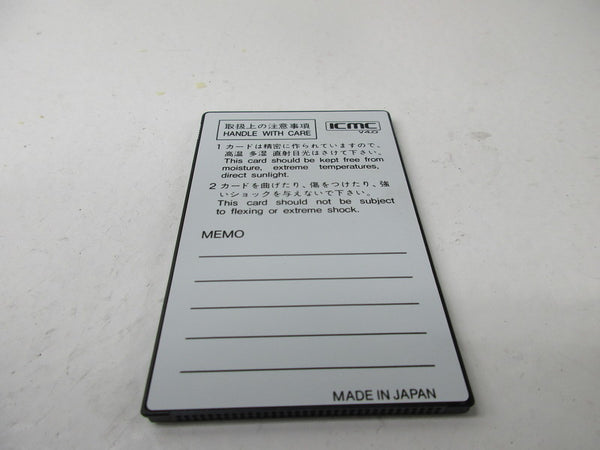 取扱上の注意事項
HANDLE WITH CARE
ICMC
V4.0
1 カードは精密に作られていますので、
高温 多湿 直射日光はさけて下さい。
This card should be kept free from
moisture, extreme temperatures,
direct sunlight.
2 カードを曲げたり、傷をつけたり、強
いショックを与えないで下さい。
This card should not be subject
to flexing or extreme shock.
MEMO
MADE IN JAPAN